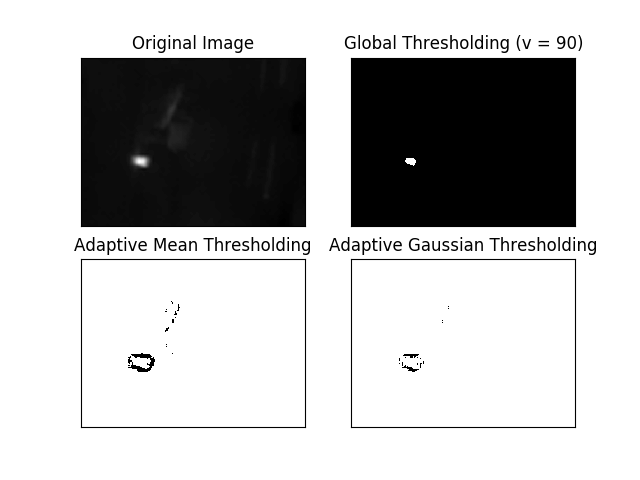 Original Image
Global Thresholding (v = 90)
Adaptive Mean Thresholding
Adaptive Gaussian Thresholding